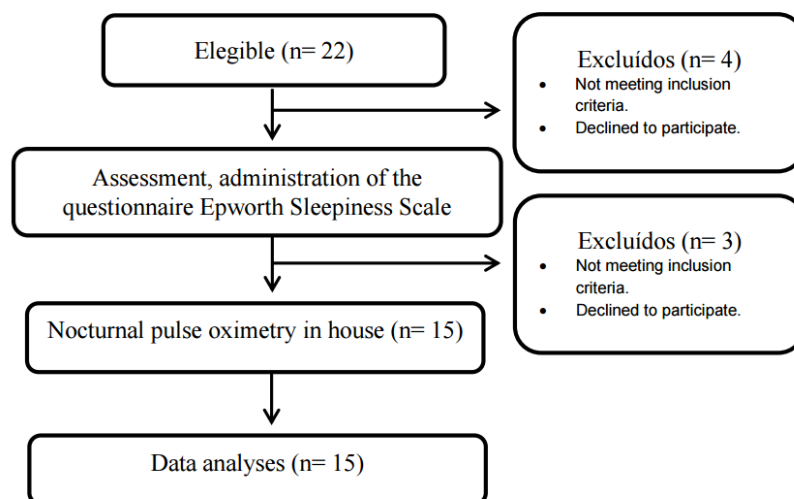 Elegible (n= 22)
Excluídos (n= 4)
• Not meeting inclusion
criteria.
• Declined to participate.
Assessment, administration of the
questionnaire Epworth Sleepiness Scale
Excluídos (n= 3)
• Not meeting inclusion
criteria.
• Declined to participate.
Nocturnal pulse oximetry in house (n= 15)
Data analyses (n= 15)